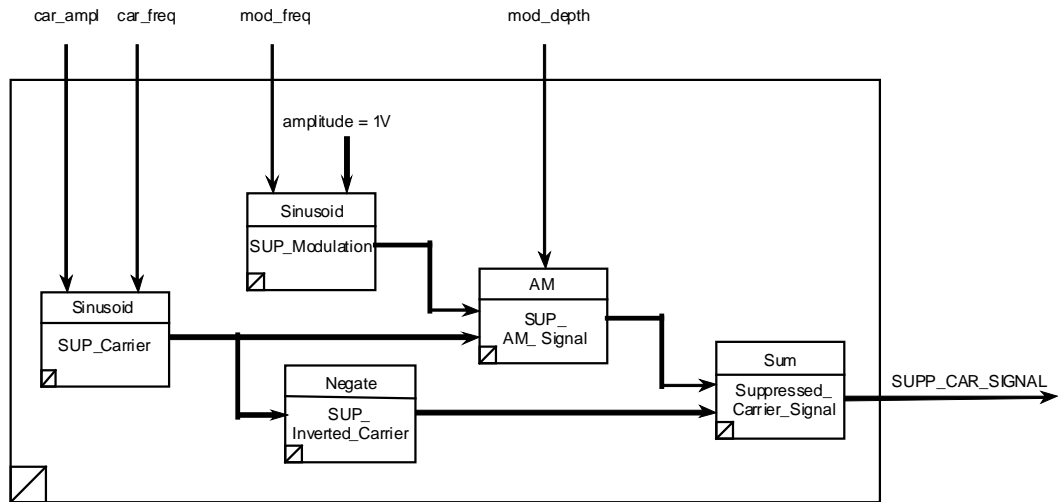 car_ampl
car_freq
mod_freq
mod_depth
amplitude = 1V
Sinusoid
SUP_Modulation
AM
SUP_
AM_ Signal
Sinusoid
SUP_Carrier
Negate
SUP_
Inverted_Carrier
Sum
Suppressed_
Carrier_Signal
SUPP_CAR_SIGNAL